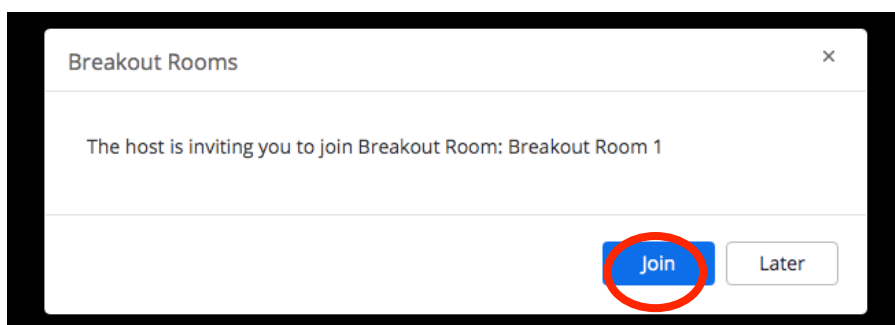 Breakout Rooms
The host is inviting you to join Breakout Room: Breakout Room 1
Join Later